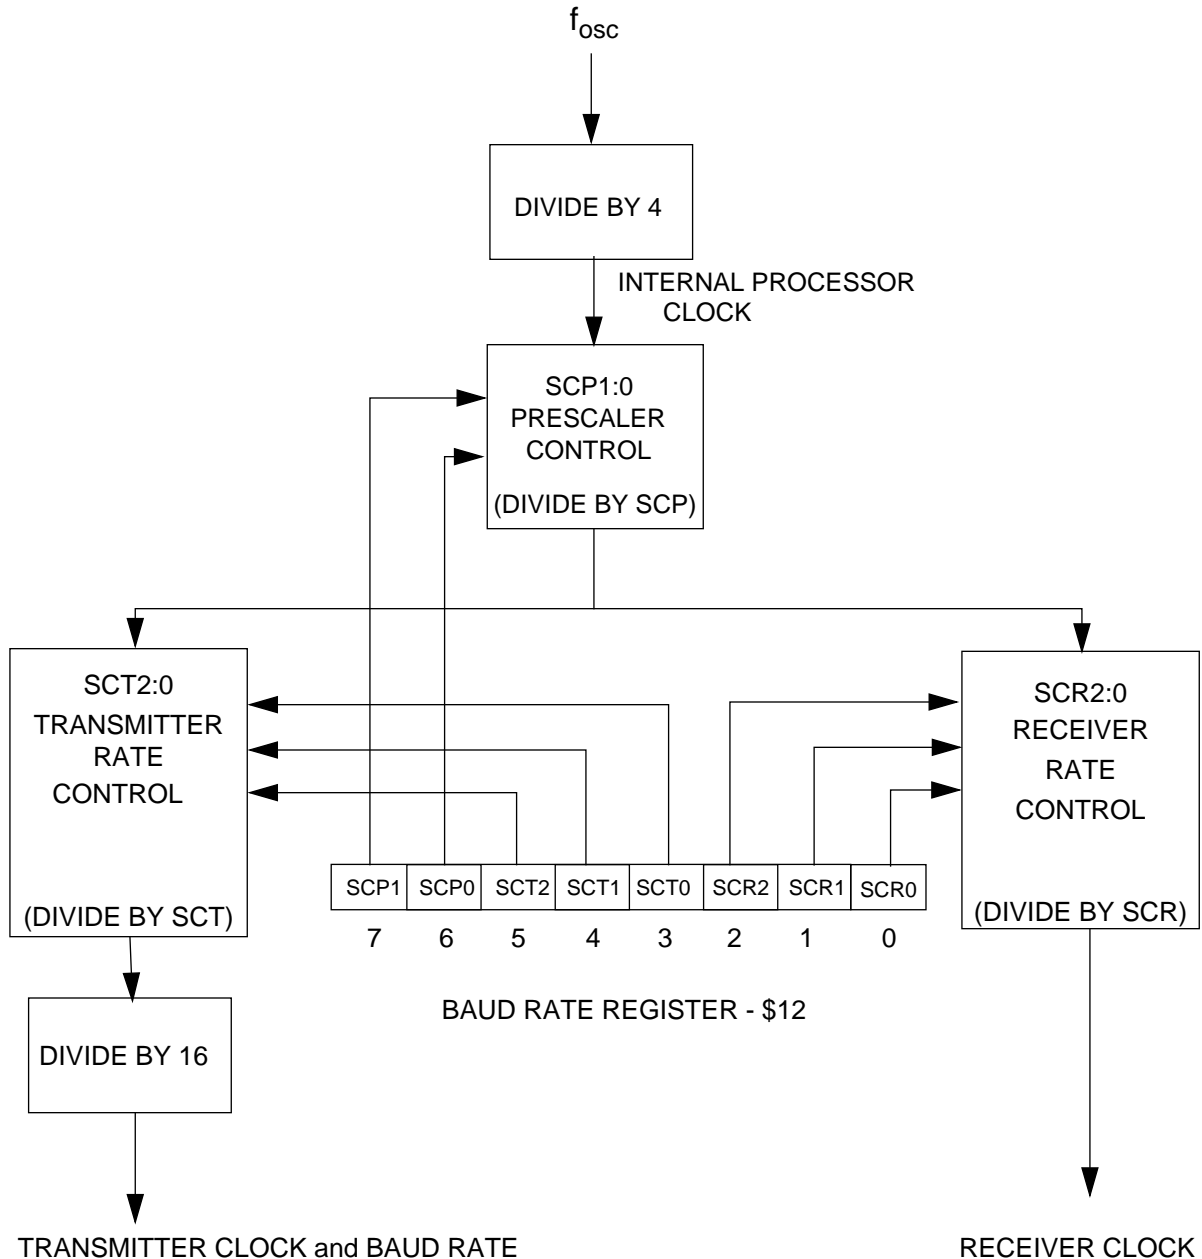 fosc
DIVIDE BY 4
INTERNAL PROCESSOR
CLOCK
SCP1:0
PRESCALER
CONTROL
(DIVIDE BY SCP)
SCT2:0
TRANSMITTER
RATE
CONTROL
(DIVIDE BY SCT)
SCR2:0
RECEIVER
RATE
CONTROL
(DIVIDE BY SCR)
SCP1 SCP0 SCT2 SCT1 SCT0 SCR2 SCR1 SCR0
7 6 5 4 3 2 1 0
BAUD RATE REGISTER - $12
DIVIDE BY 16
TRANSMITTER CLOCK and BAUD RATE
RECEIVER CLOCK